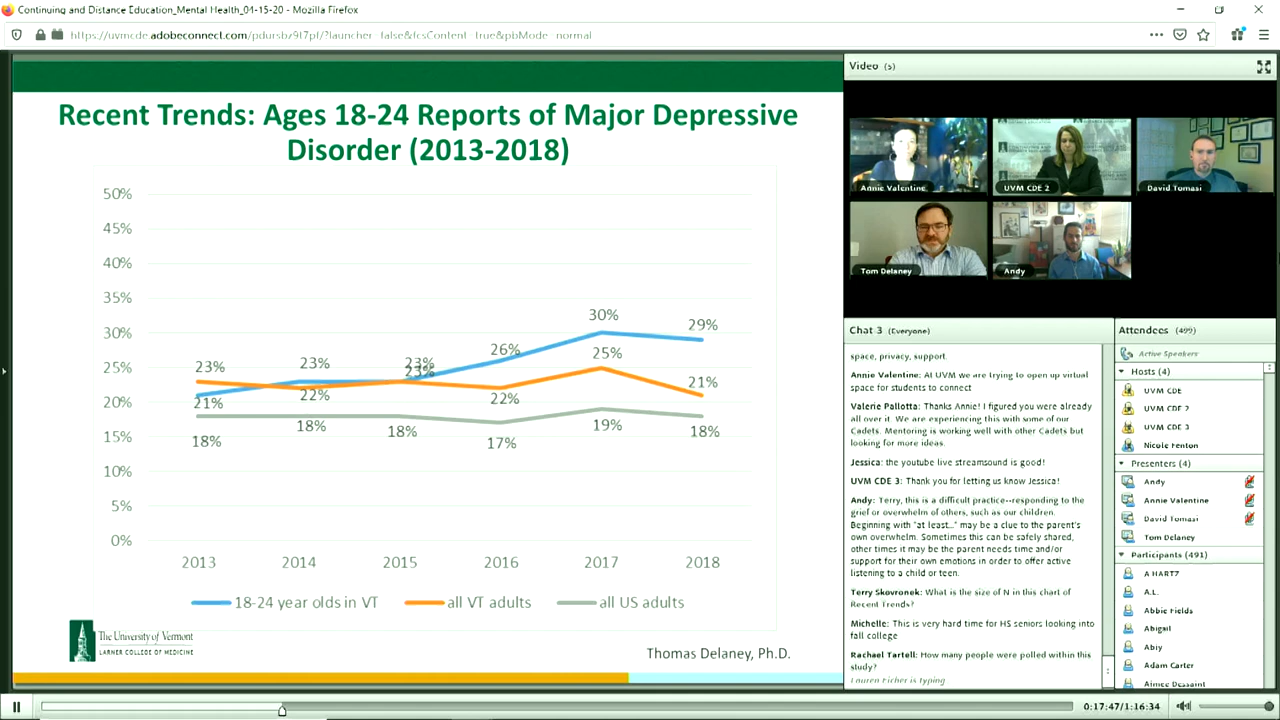 Continuing and Distance Education_Mental Health_04-15-20 - Mozilla Firefox
Recent Trends: Ages 18-24 Reports of Major Depressive
Disorder (2013-2018)
50%
45%
40%
35%
30%
25%
20%
15%
10%
5%
0%
30%
29%
26%
23%
23%
23%
23%
25%
21%
22%
22%
21%
18%
18%
18%
17%
19%
18%
2013
2014
2015
2016
2017
2018
18-24 year olds in VT
all VT adults
all US adults
The University of Vermont
LARNER COLLEGE OF MEDICINE
Thomas Delaney, Ph.D.
Video (5)
Annie Valentine
UVM CDE 2
David Tomasi
Tom Delaney
Andy
Chat 3 (Everyone)
space, privacy, support.
Annie Valentine: At UVM we are trying to open up virtual
space for students to connect
Valerie Pallotta: Thanks Annie! I figured you were already
all over it. We are experiencing this with some of our
Cadets. Mentoring is working well with other Cadets but
looking for more ideas.
Jessica: the youtube live streamsound is good!
UVM CDE 3: Thank you for letting us know Jessica!
Andy: Terry, this is a difficult practice--responding to the
grief or overwhelm of others, such as our children.
Beginning with "at least..." may be a clue to the parent's
own overwhelm. Sometimes this can be safely shared,
other times it may be the parent needs time and/or
support for their own emotions in order to offer active
listening to a child or teen.
Terry Skovronek: What is the size of N in this chart of
Recent Trends?
Michelle: This is very hard time for HS seniors looking into
fall college
Rachael Tartell: How many people were polled within this
study?
is typing
Attendees (499)
Active Speakers
Hosts (4)
UVM CDE
UVM CDE 2
UVM CDE 3
Nicole Fenton
Presenters (4)
Andy
Annie Valentine
David Tomasi
Tom Delaney
Participants (491)
A HARTZ
A.L.
Abbie Fields
Abigail
Abiy
Adam Carter
Aimee Dessaint
0:17:47/1:16:34